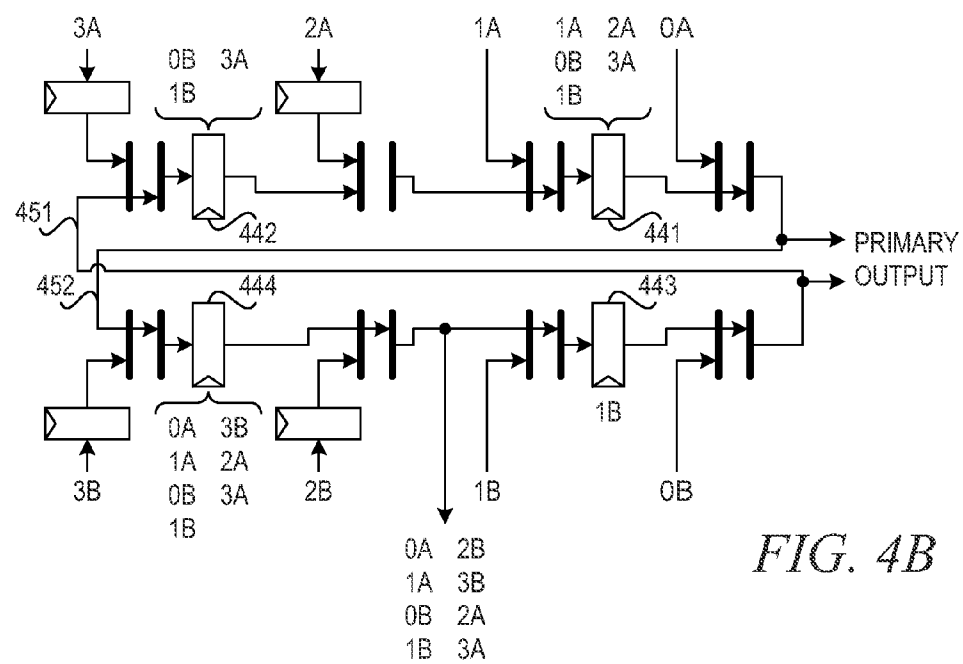 3A
2A
1A
0A
0B 3A
1B
1A 2A
0B 3A
1B
451
442
441
PRIMARY
OUTPUT
452
444
443
0A 3B
1A 2A
0B 3A
1B
1B
3B
2B
1B
0B
0A 2B
1A 3B
0B 2A
1B 3A
FIG. 4B